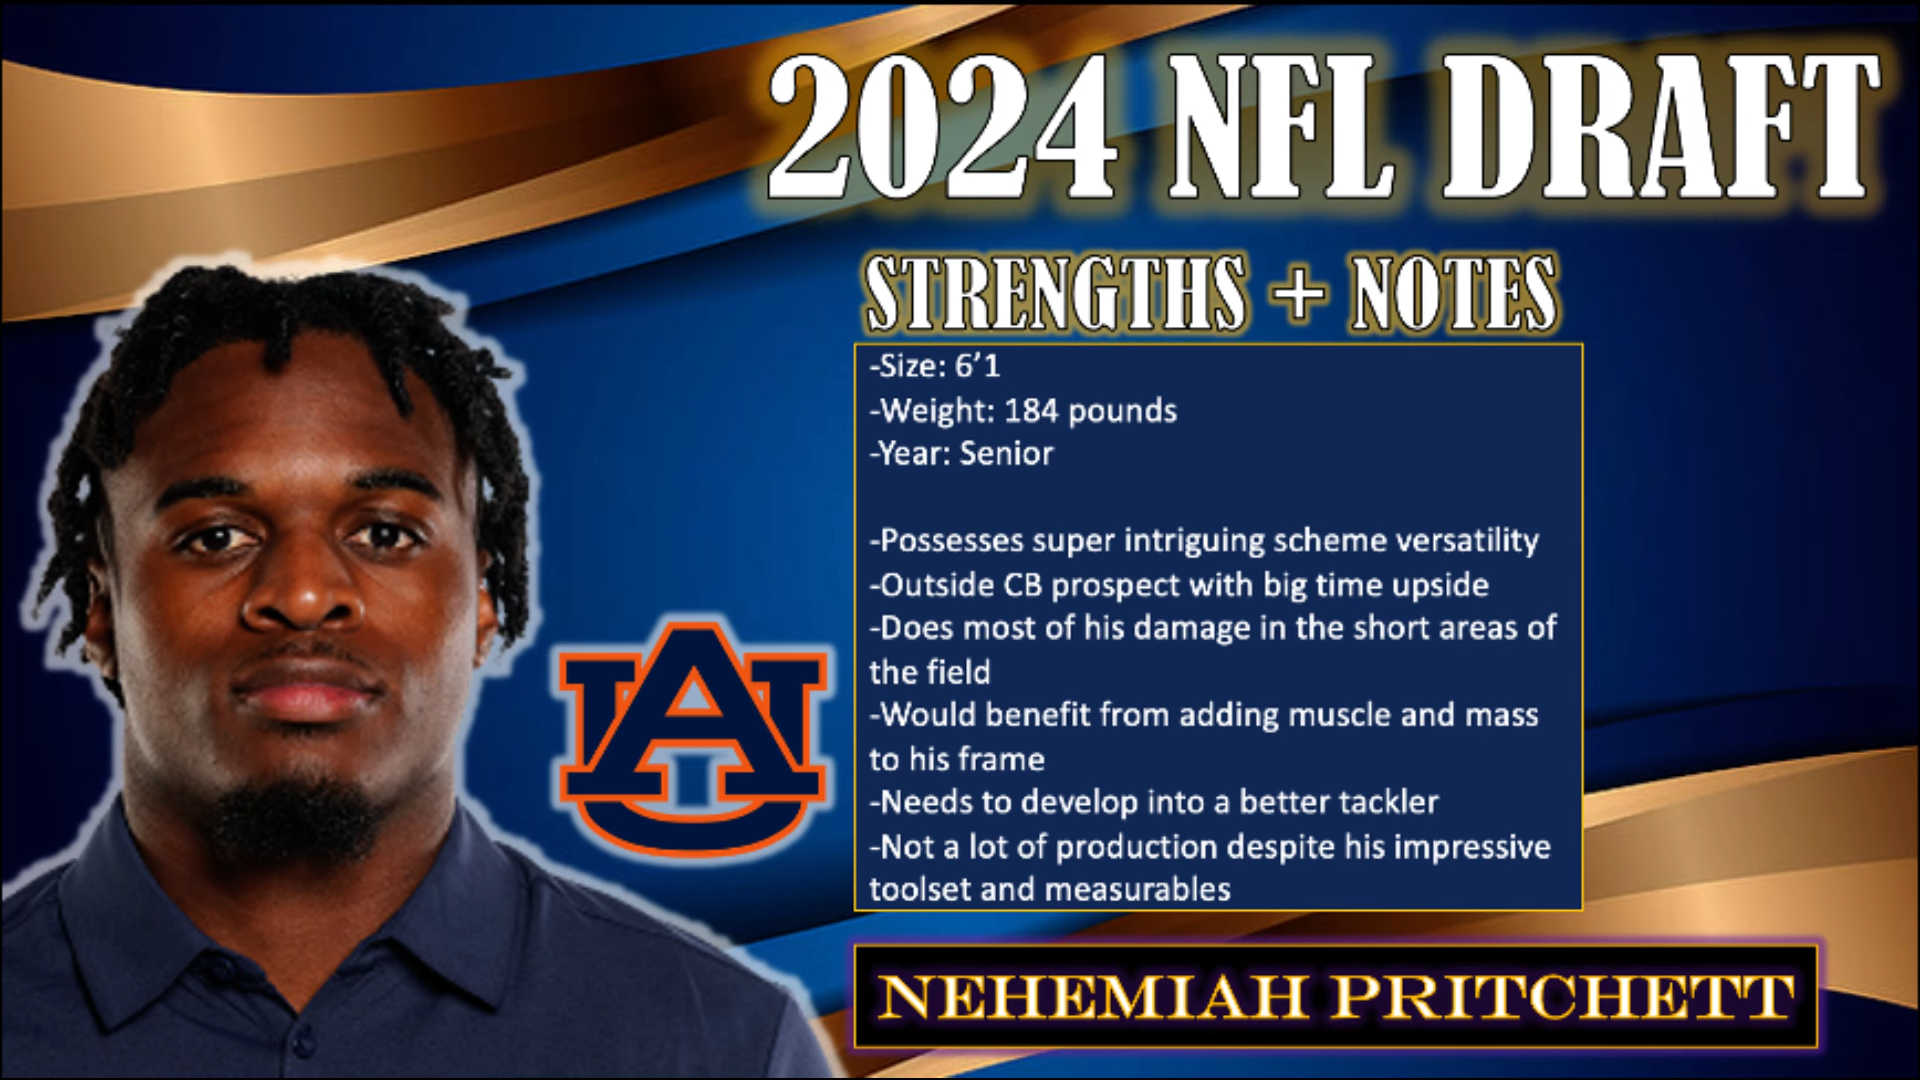 2024 NFL DRAFT
STRENGTHS + NOTES
-Size: 6’1
-Weight: 184 pounds
-Year: Senior
-Possesses super intriguing scheme versatility
-Outside CB prospect with big time upside
-Does most of his damage in the short areas of
the field
-Would benefit from adding muscle and mass
to his frame
-Needs to develop into a better tackler
-Not a lot of production despite his impressive
toolset and measurables
AU
NEHEMIAH PRITCHETT